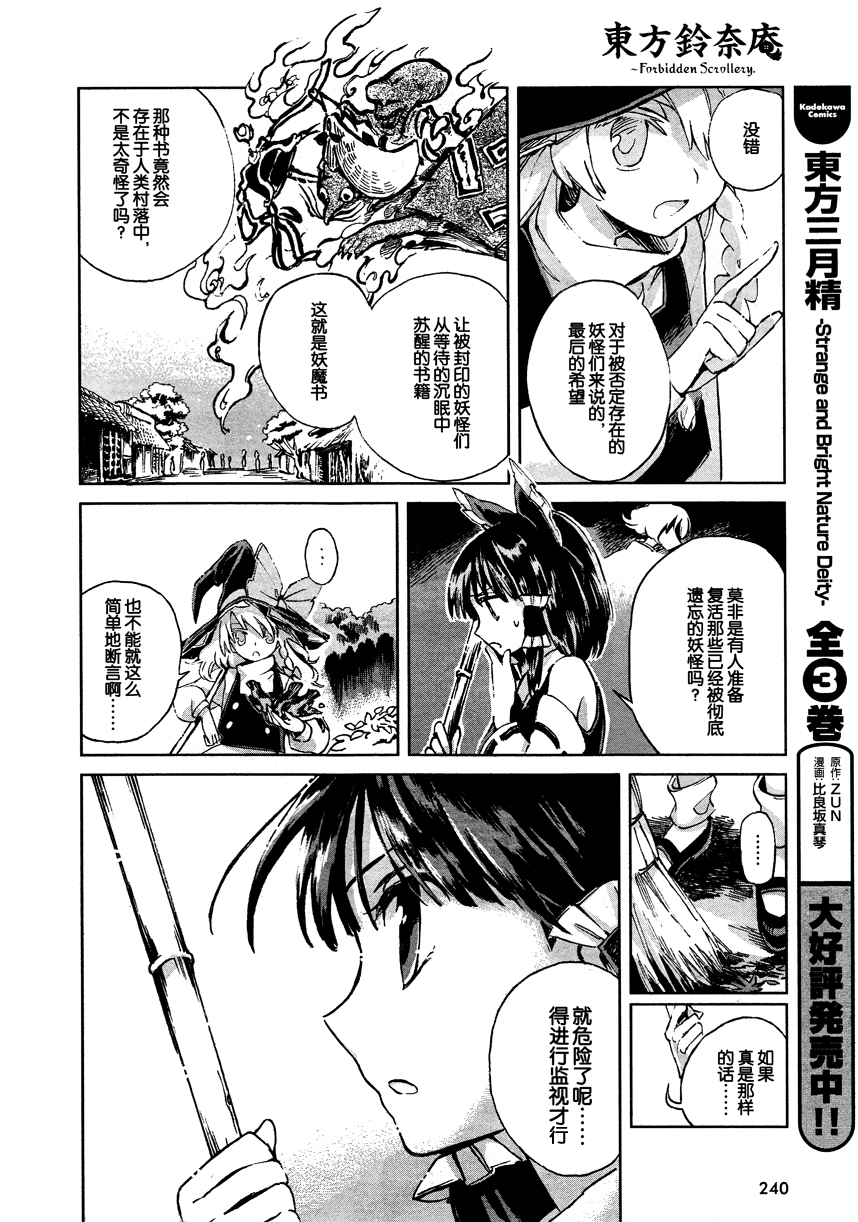 東方鈴奈庵
~Forbidden Scrollery.
没错
对于被否定存在的
妖怪们来说的,
最后的希望
让被封印的妖怪们
从等待的沉眠中
苏醒的书籍
这就是妖魔书
那种书竟然会
存在于人类村落中,
不是太奇怪了吗?
莫非是有人准备
复活那些已经被彻底
遗忘的妖怪吗?
…
也不能就这么
简单地断言啊……
……
如果
真是那样
的话……
就危险了呢……
得进行监视才行
Kadokawa
Comics
東方三月精
-Strange and Bright Nature Deity-
全3巻
原作:ZUN
漫画:比良坂真琴
大好評発売中!!
240